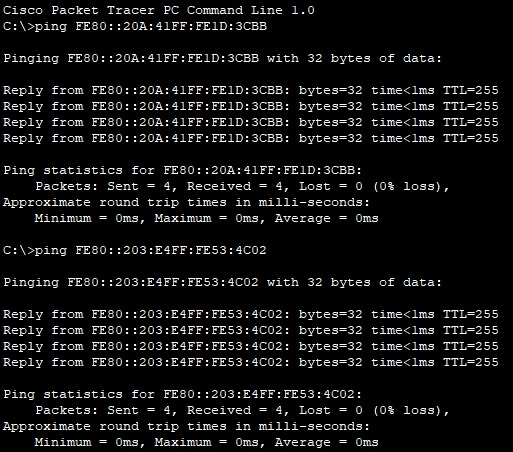 Cisco Packet Tracer PC Command Line 1.0
C:\>ping FE80::20A:41FF:FE1D:3CBB
Pinging FE80::20A:41FF:FE1D:3CBB with 32 bytes of data:
Reply from FE80::20A:41FF:FE1D:3CBB: bytes=32 time<1ms TTL=255
Reply from FE80::20A:41FF:FE1D:3CBB: bytes=32 time<1ms TTL=255
Reply from FE80::20A:41FF:FE1D:3CBB: bytes=32 time<1ms TTL=255
Reply from FE80::20A:41FF:FE1D:3CBB: bytes=32 time<1ms TTL=255
Ping statistics for FE80::20A:41FF:FE1D:3CBB:
Packets: Sent = 4, Received = 4, Lost = 0 (0% loss),
Approximate round trip times in milli-seconds:
Minimum = 0ms, Maximum = 0ms, Average = 0ms
C:\>ping FE80::203:E4FF:FE53:4C02
Pinging FE80::203:E4FF:FE53:4C02 with 32 bytes of data:
Reply from FE80::203:E4FF:FE53:4C02: bytes=32 time<1ms TTL=255
Reply from FE80::203:E4FF:FE53:4C02: bytes=32 time<1ms TTL=255
Reply from FE80::203:E4FF:FE53:4C02: bytes=32 time<1ms TTL=255
Reply from FE80::203:E4FF:FE53:4C02: bytes=32 time<1ms TTL=255
Ping statistics for FE80::203:E4FF:FE53:4C02:
Packets: Sent = 4, Received = 4, Lost = 0 (0% loss),
Approximate round trip times in milli-seconds:
Minimum = 0ms, Maximum = 0ms, Average = 0ms